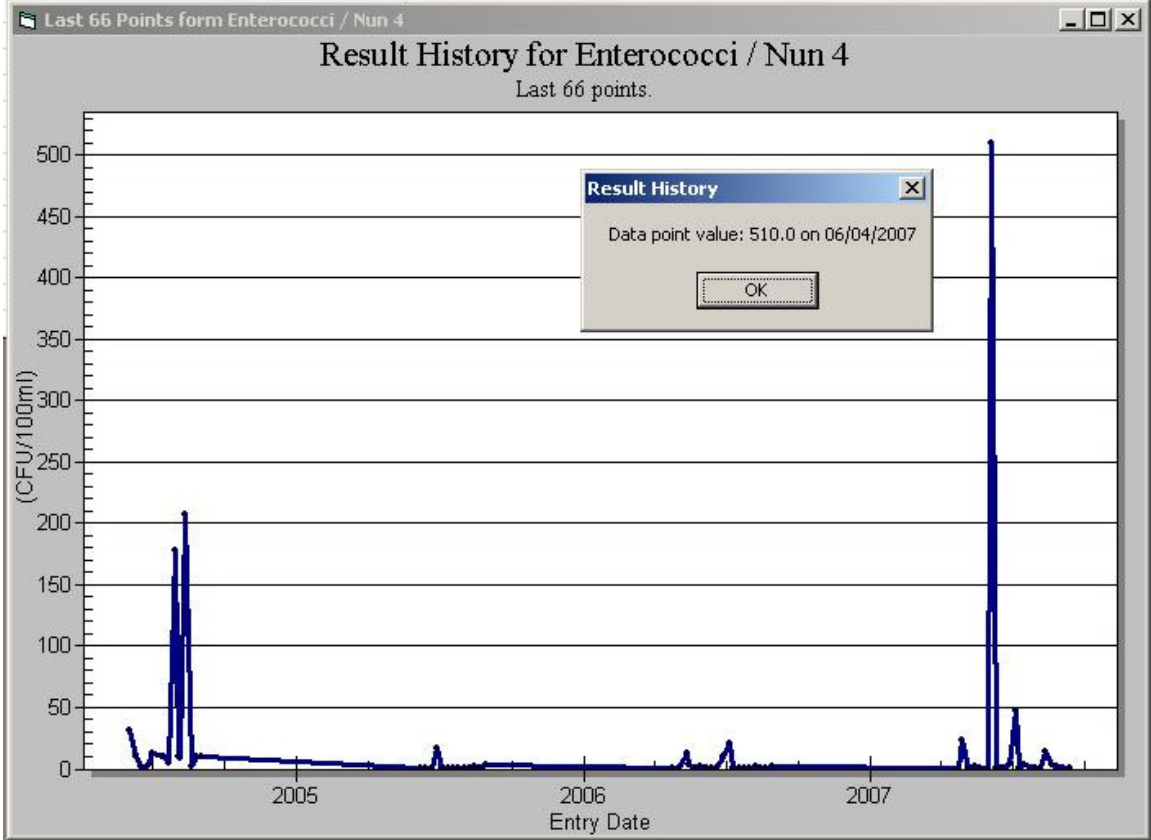 Last 66 Points form Enterococci / Nun 4
Result History for Enterococci / Nun 4
Last 66 points.
Result History
Data point value: 510.0 on 06/04/2007
OK
(CFU/100ml)
500
450
400
350
300
250
200
150
100
50
0
2005 2006 2007
Entry Date